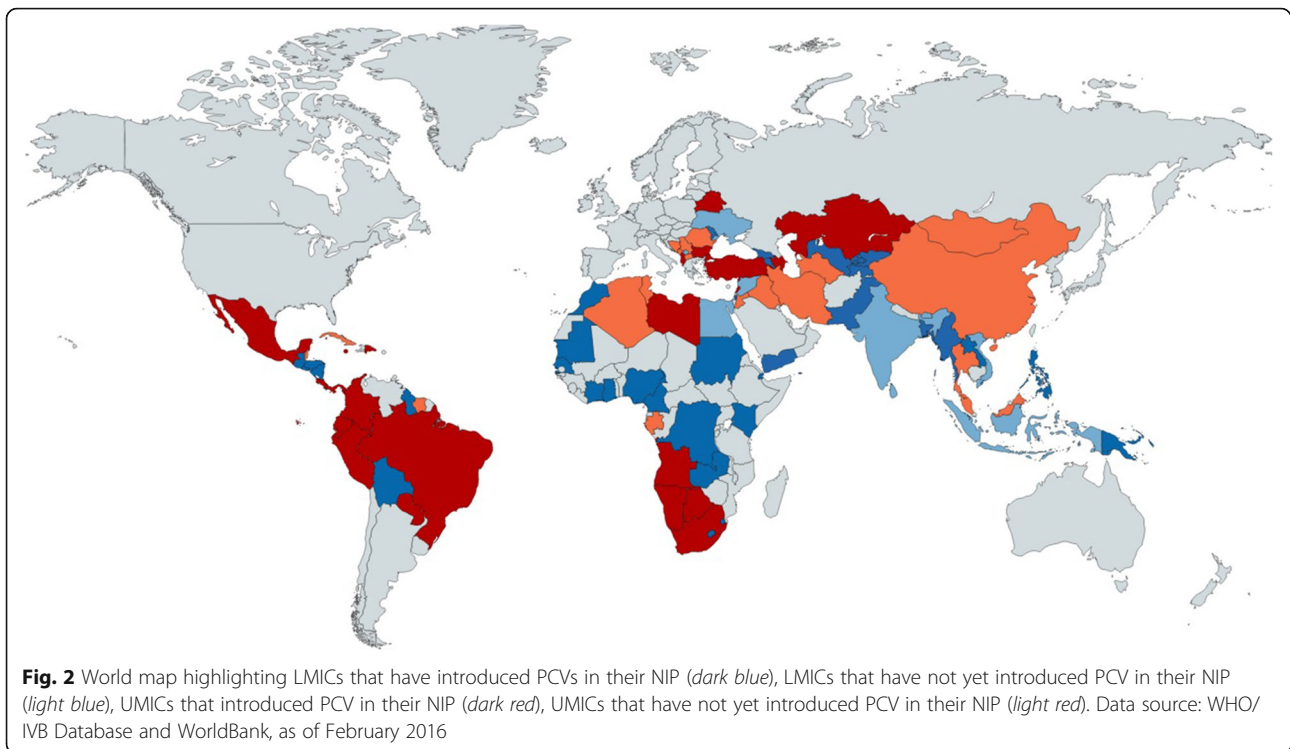 Fig. 2 World map highlighting LMICs that have introduced PCVs in their NIP (dark blue), LMICs that have not yet introduced PCV in their NIP
(light blue), UMICs that introduced PCV in their NIP (dark red), UMICs that have not yet introduced PCV in their NIP (light red). Data source: WHO/
IVB Database and WorldBank, as of February 2016